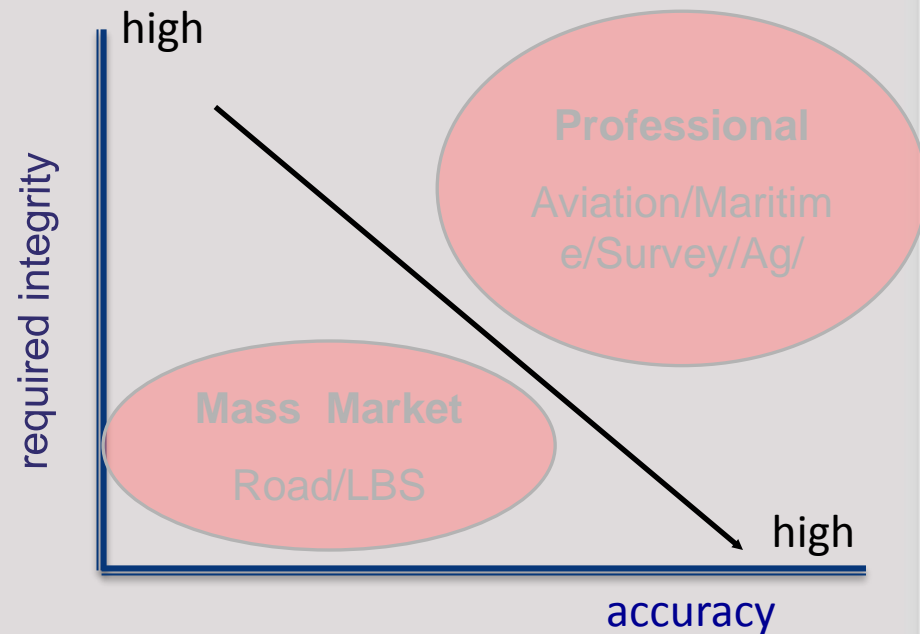 high
required integrity
Professional
Aviation/Maritim
e/Survey/Ag/
Mass Market
Road/LBS
high
accuracy